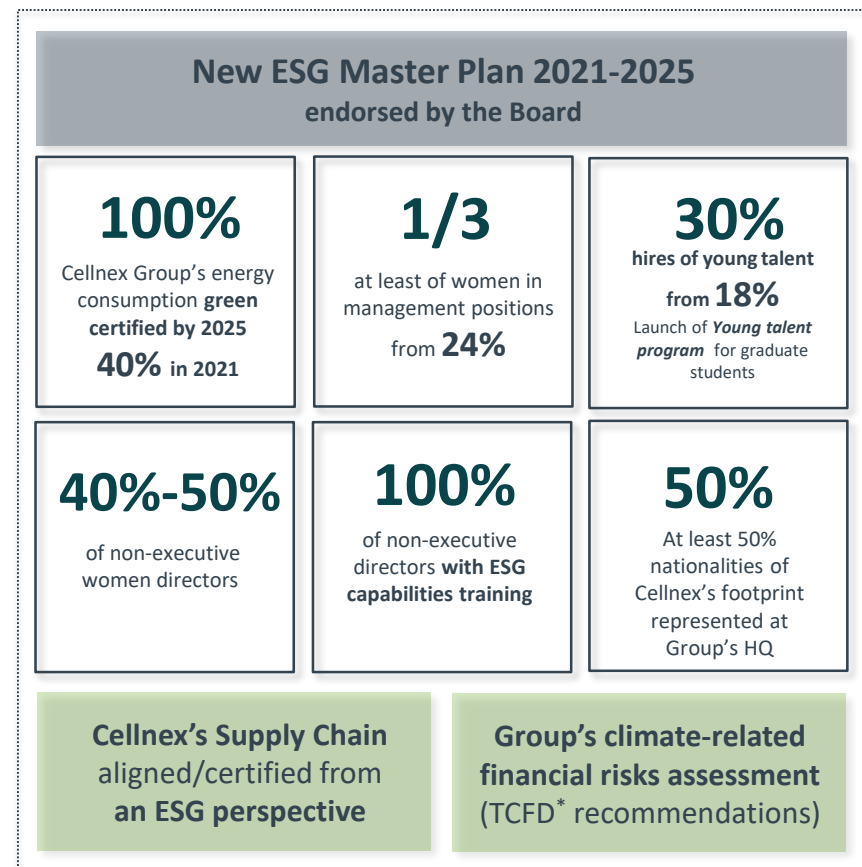 New ESG Master Plan 2021-2025
endorsed by the Board
100%
Cellnex Group's energy
consumption green
certified by 2025
40% in 2021
1/3
at least of women in
management positions
from 24%
30%
hires of young talent
from 18%
Launch of Young talent
program for graduate
students
40%-50%
of non-executive
women directors
100%
of non-executive
directors with ESG
capabilities training
50%
At least 50%
nationalities of
Cellnex's footprint
represented at
Group's HQ
Cellnex's Supply Chain
aligned/certified from
an ESG perspective
Group's climate-related
financial risks assessment
(TCFD* recommendations)